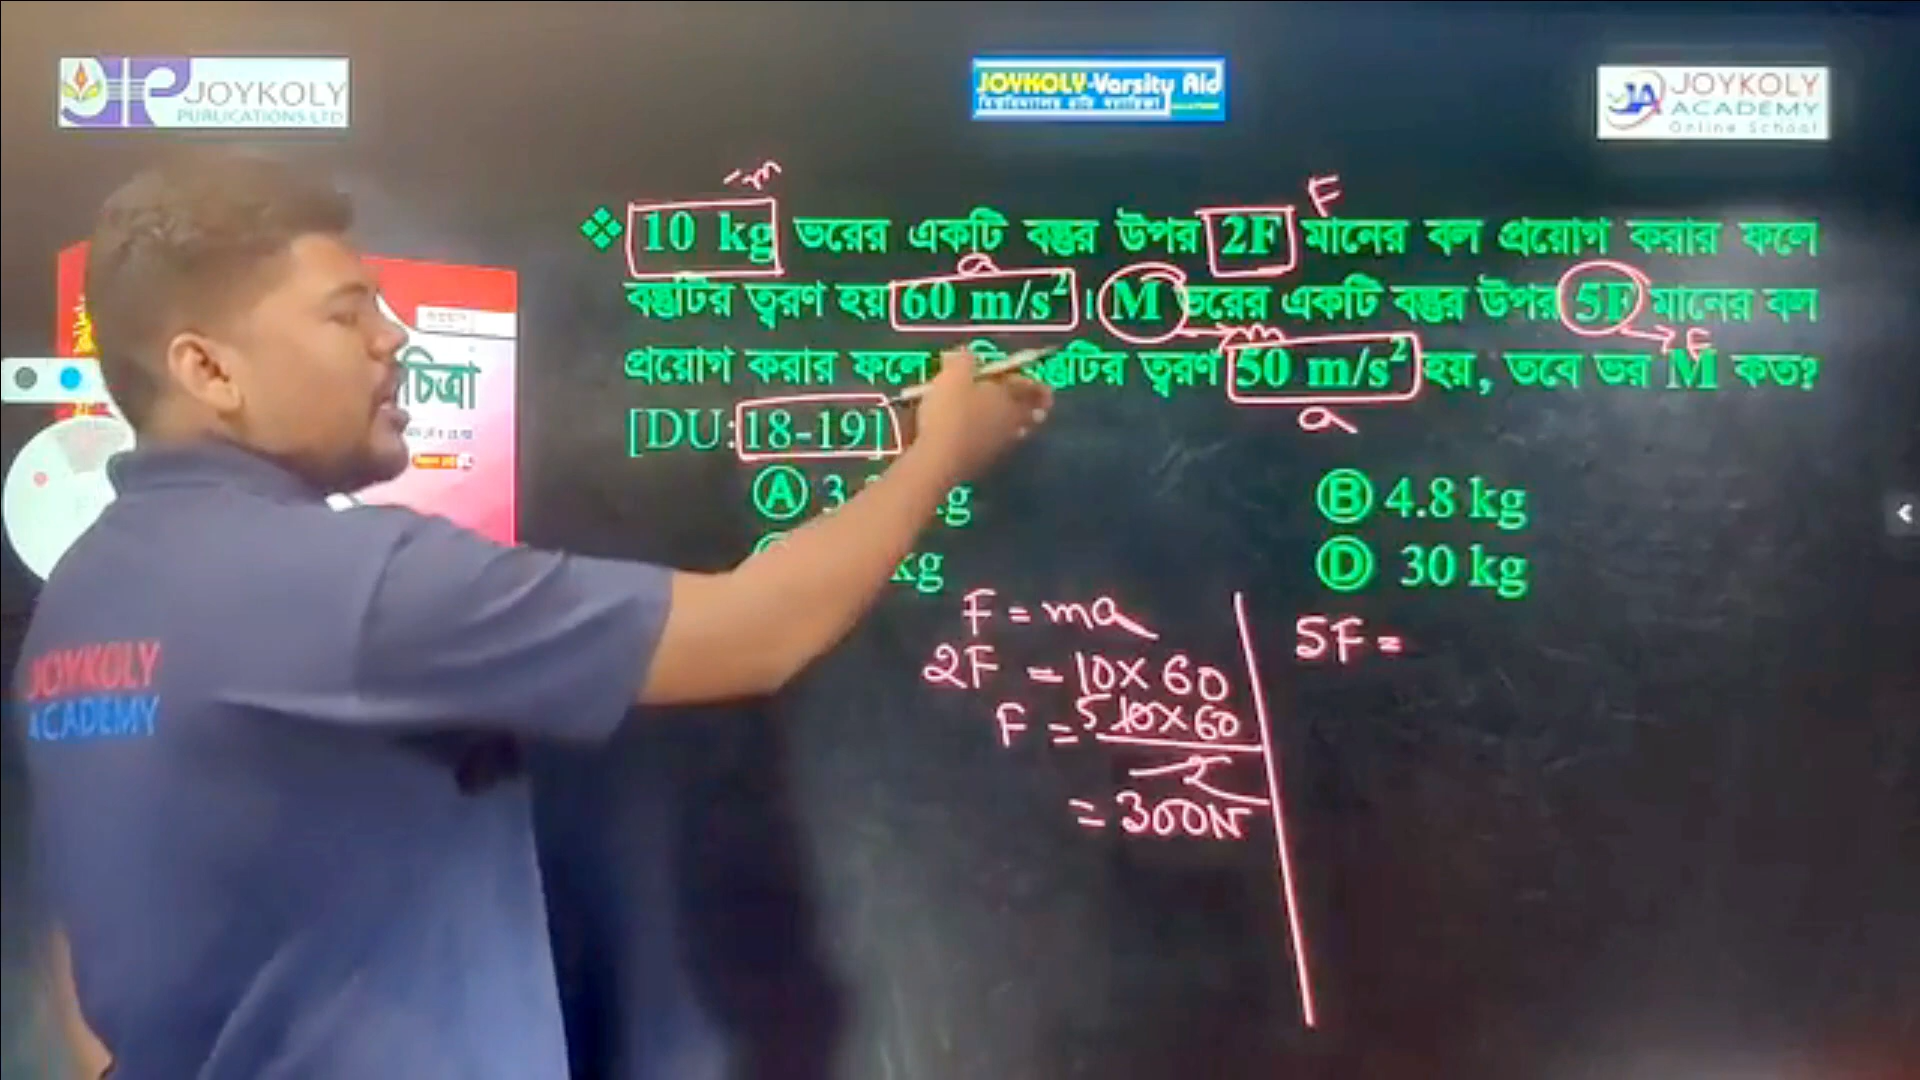 JOYKOLY
PUBLICATIONS LTD
JOYKOLY-Varsity Aid
JOYKOLY
ACADEMY
Online School
m
F
❖ 10 kg ভরের একটি বস্তুর উপর 2F মানের বল প্রয়োগ করার ফলে
a
বস্তুটির ত্বরণ হয় 60 m/s² । M ভরের একটি বস্তুর উপর 5F মানের বল
m
F
প্রয়োগ করার ফলে বস্তুটির ত্বরণ 50 m/s² হয়, তবে ভর M কত?
a
[DU:18-19]
Ⓐ 3. kg
Ⓑ 4.8 kg
kg
Ⓓ 30 kg
F = ma
2F = 10 x 60
F = 5 10 x 60
2
= 300N
5F =
চিত্রা
JOYKOLY
ACADEMY